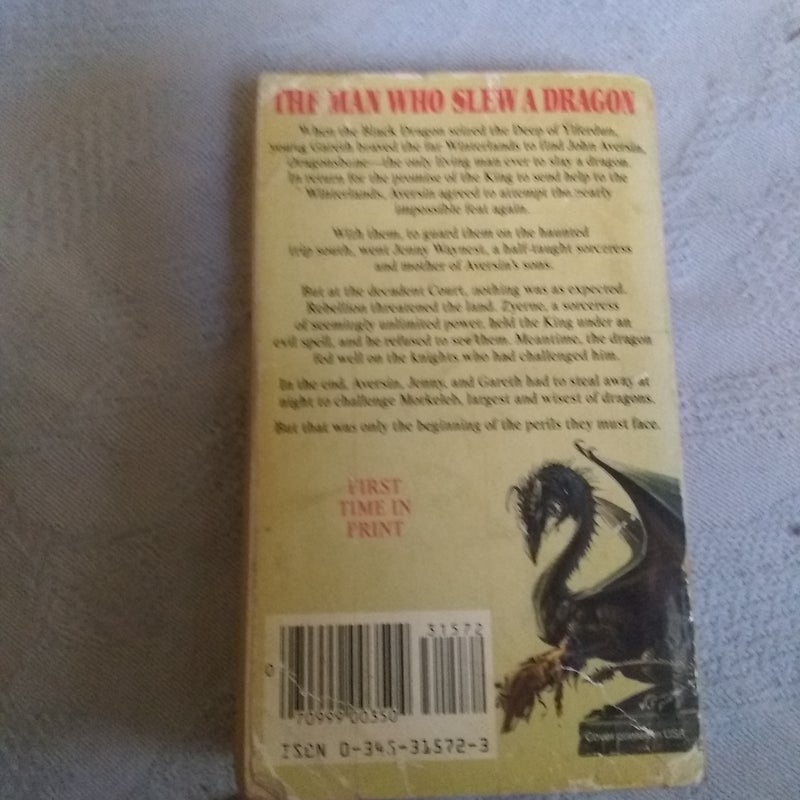 THE MAN WHO SLEW A DRAGON
When the Black Dragon seized the Deep of Ylferdun,
young Gareth braved the far Winterlands to find John Aversin,
Dragonsbane—the only living man ever to slay a dragon.
In return for the promise of the King to send help to the
Winterlands, Aversin agreed to attempt the nearly
impossible feat again.
With them, to guard them on the haunted
trip south, went Jenny Waynest, a half-taught sorceress
and mother of Aversin's sons.
But at the decadent Court, nothing was as expected.
Rebellion threatened the land. Zyerne, a sorceress
of seemingly unlimited power, held the King under an
evil spell, and he refused to see them. Meantime, the dragon
fed well on the knights who had challenged him.
In the end, Aversin, Jenny, and Gareth had to steal away at
night to challenge Morkeleb, largest and wisest of dragons.
But that was only the beginning of the perils they must face.
FIRST
TIME IN
PRINT
31572
0
70999 00350
ISBN 0-345-31572-3
Cover printed in USA